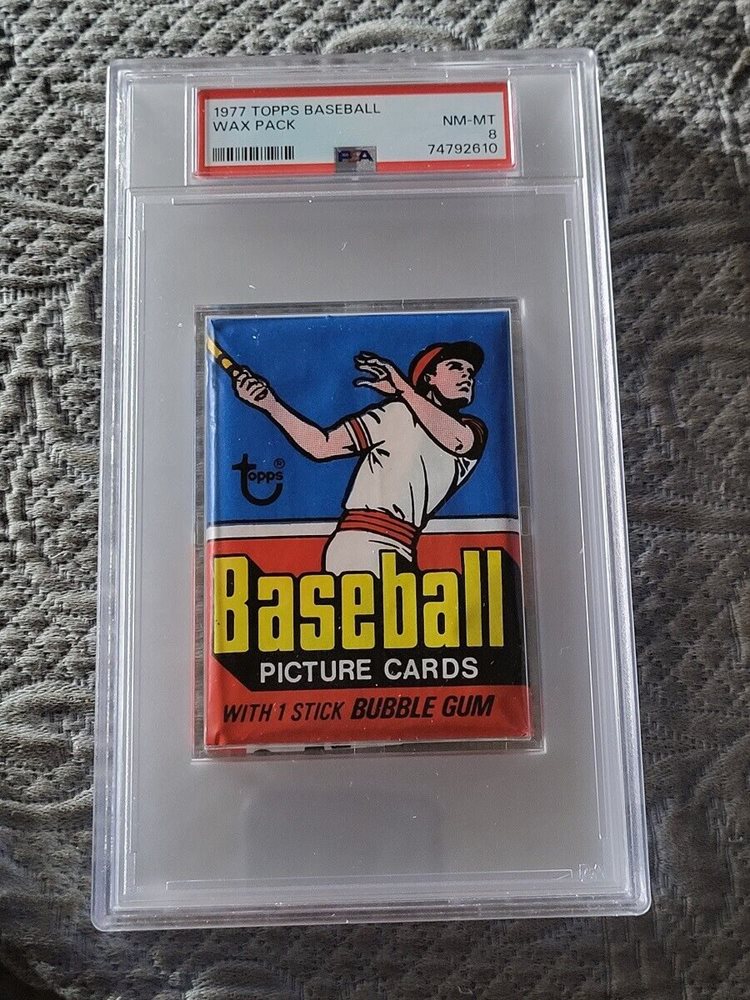 1977 TOPPS BASEBALL
WAX PACK
NM-MT
8
74792610
PSA
topps®
Baseball
PICTURE CARDS
WITH 1 STICK BUBBLE GUM